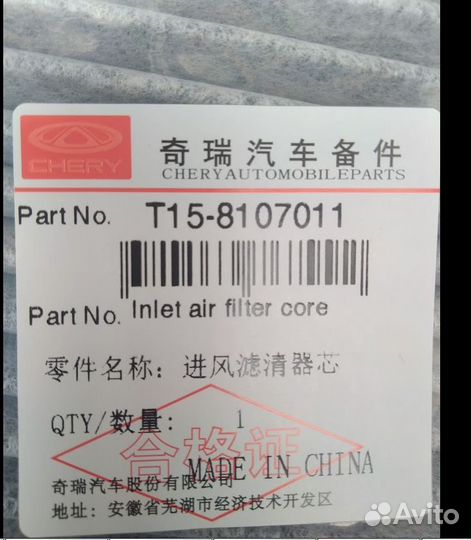 CHERY
奇瑞汽车备件
CHERYAUTOMOBILEPARTS
Part No. T15-8107011
Part No. Inlet air filter core
零件名称：进风滤清器芯
QTY/数量： 1
合格证
MADE IN CHINA
奇瑞汽车股份有限公司
地址：安徽省芜湖市经济技术开发区
Avito